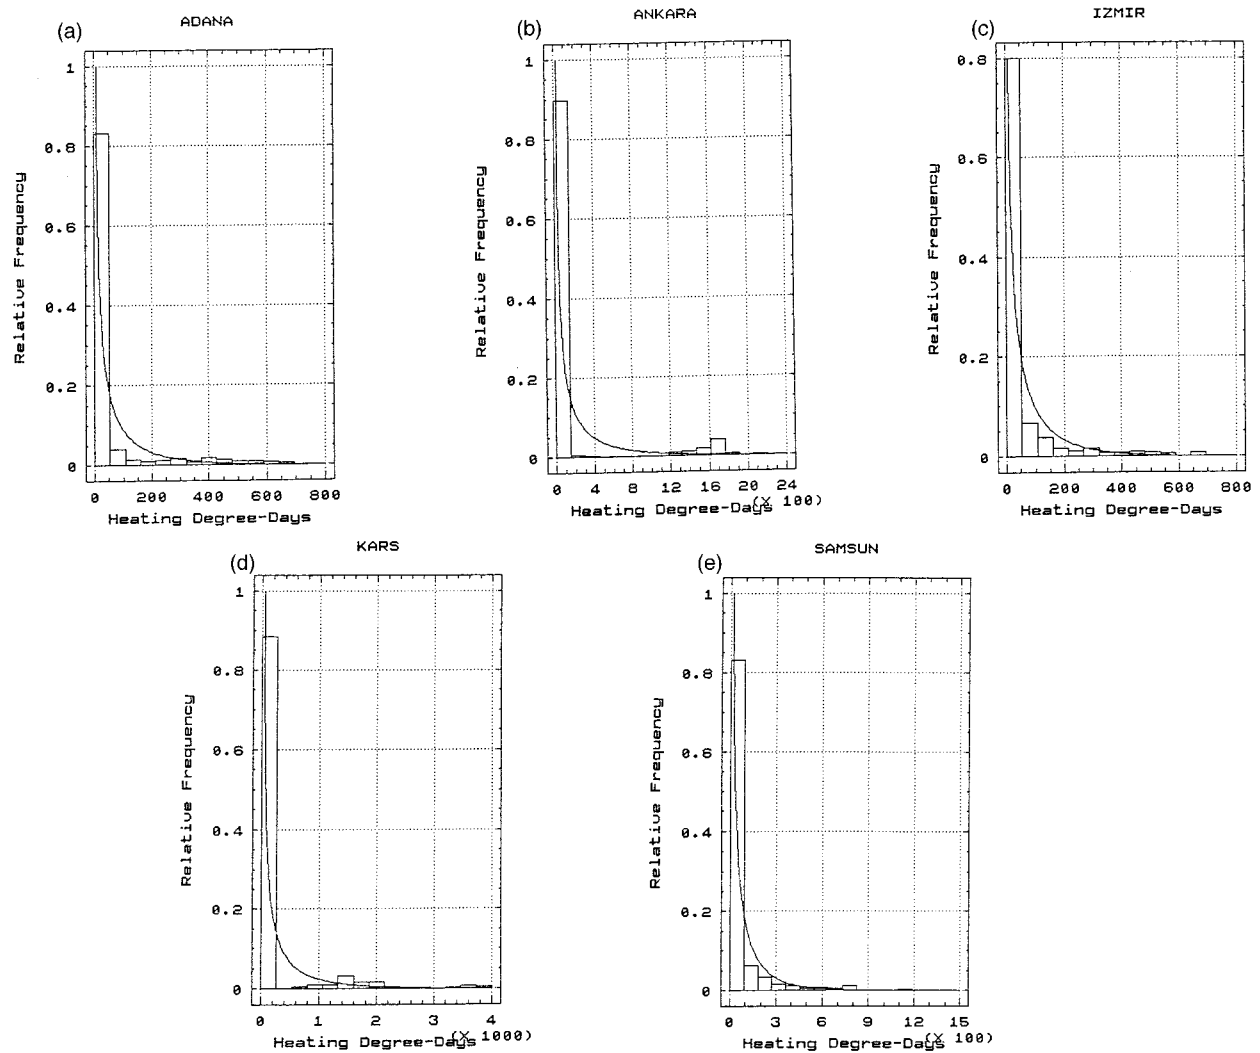 (a)
ADANA
1
0.8
0.6
0.4
0.2
0
Relative Frequency
0 200 400 600 800
Heating Degree-Days
(b)
ANKARA
1
0.8
0.6
0.4
0.2
0
Relative Frequency
0 4 8 12 16 20 24
(X 100)
Heating Degree-Days
(c)
IZMIR
0.8
0.6
0.4
0.2
0
Relative Frequency
0 200 400 600 800
Heating Degree-Days
(d)
KARS
1
0.8
0.6
0.4
0.2
0
Relative Frequency
0 1 2 3 4
(X 1000)
Heating Degree-Days
(e)
SAMSUN
1
0.8
0.6
0.4
0.2
0
Relative Frequency
0 3 6 9 12 15
(X 100)
Heating Degree-Days